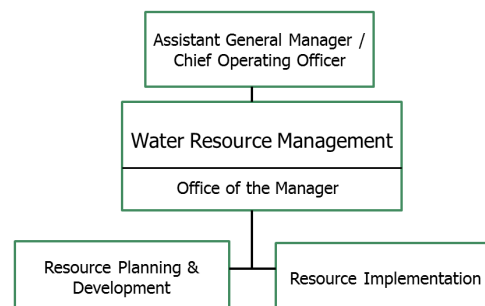 Assistant General Manager /
Chief Operating Officer
Water Resource Management
Office of the Manager
Resource Planning &
Development
Resource Implementation